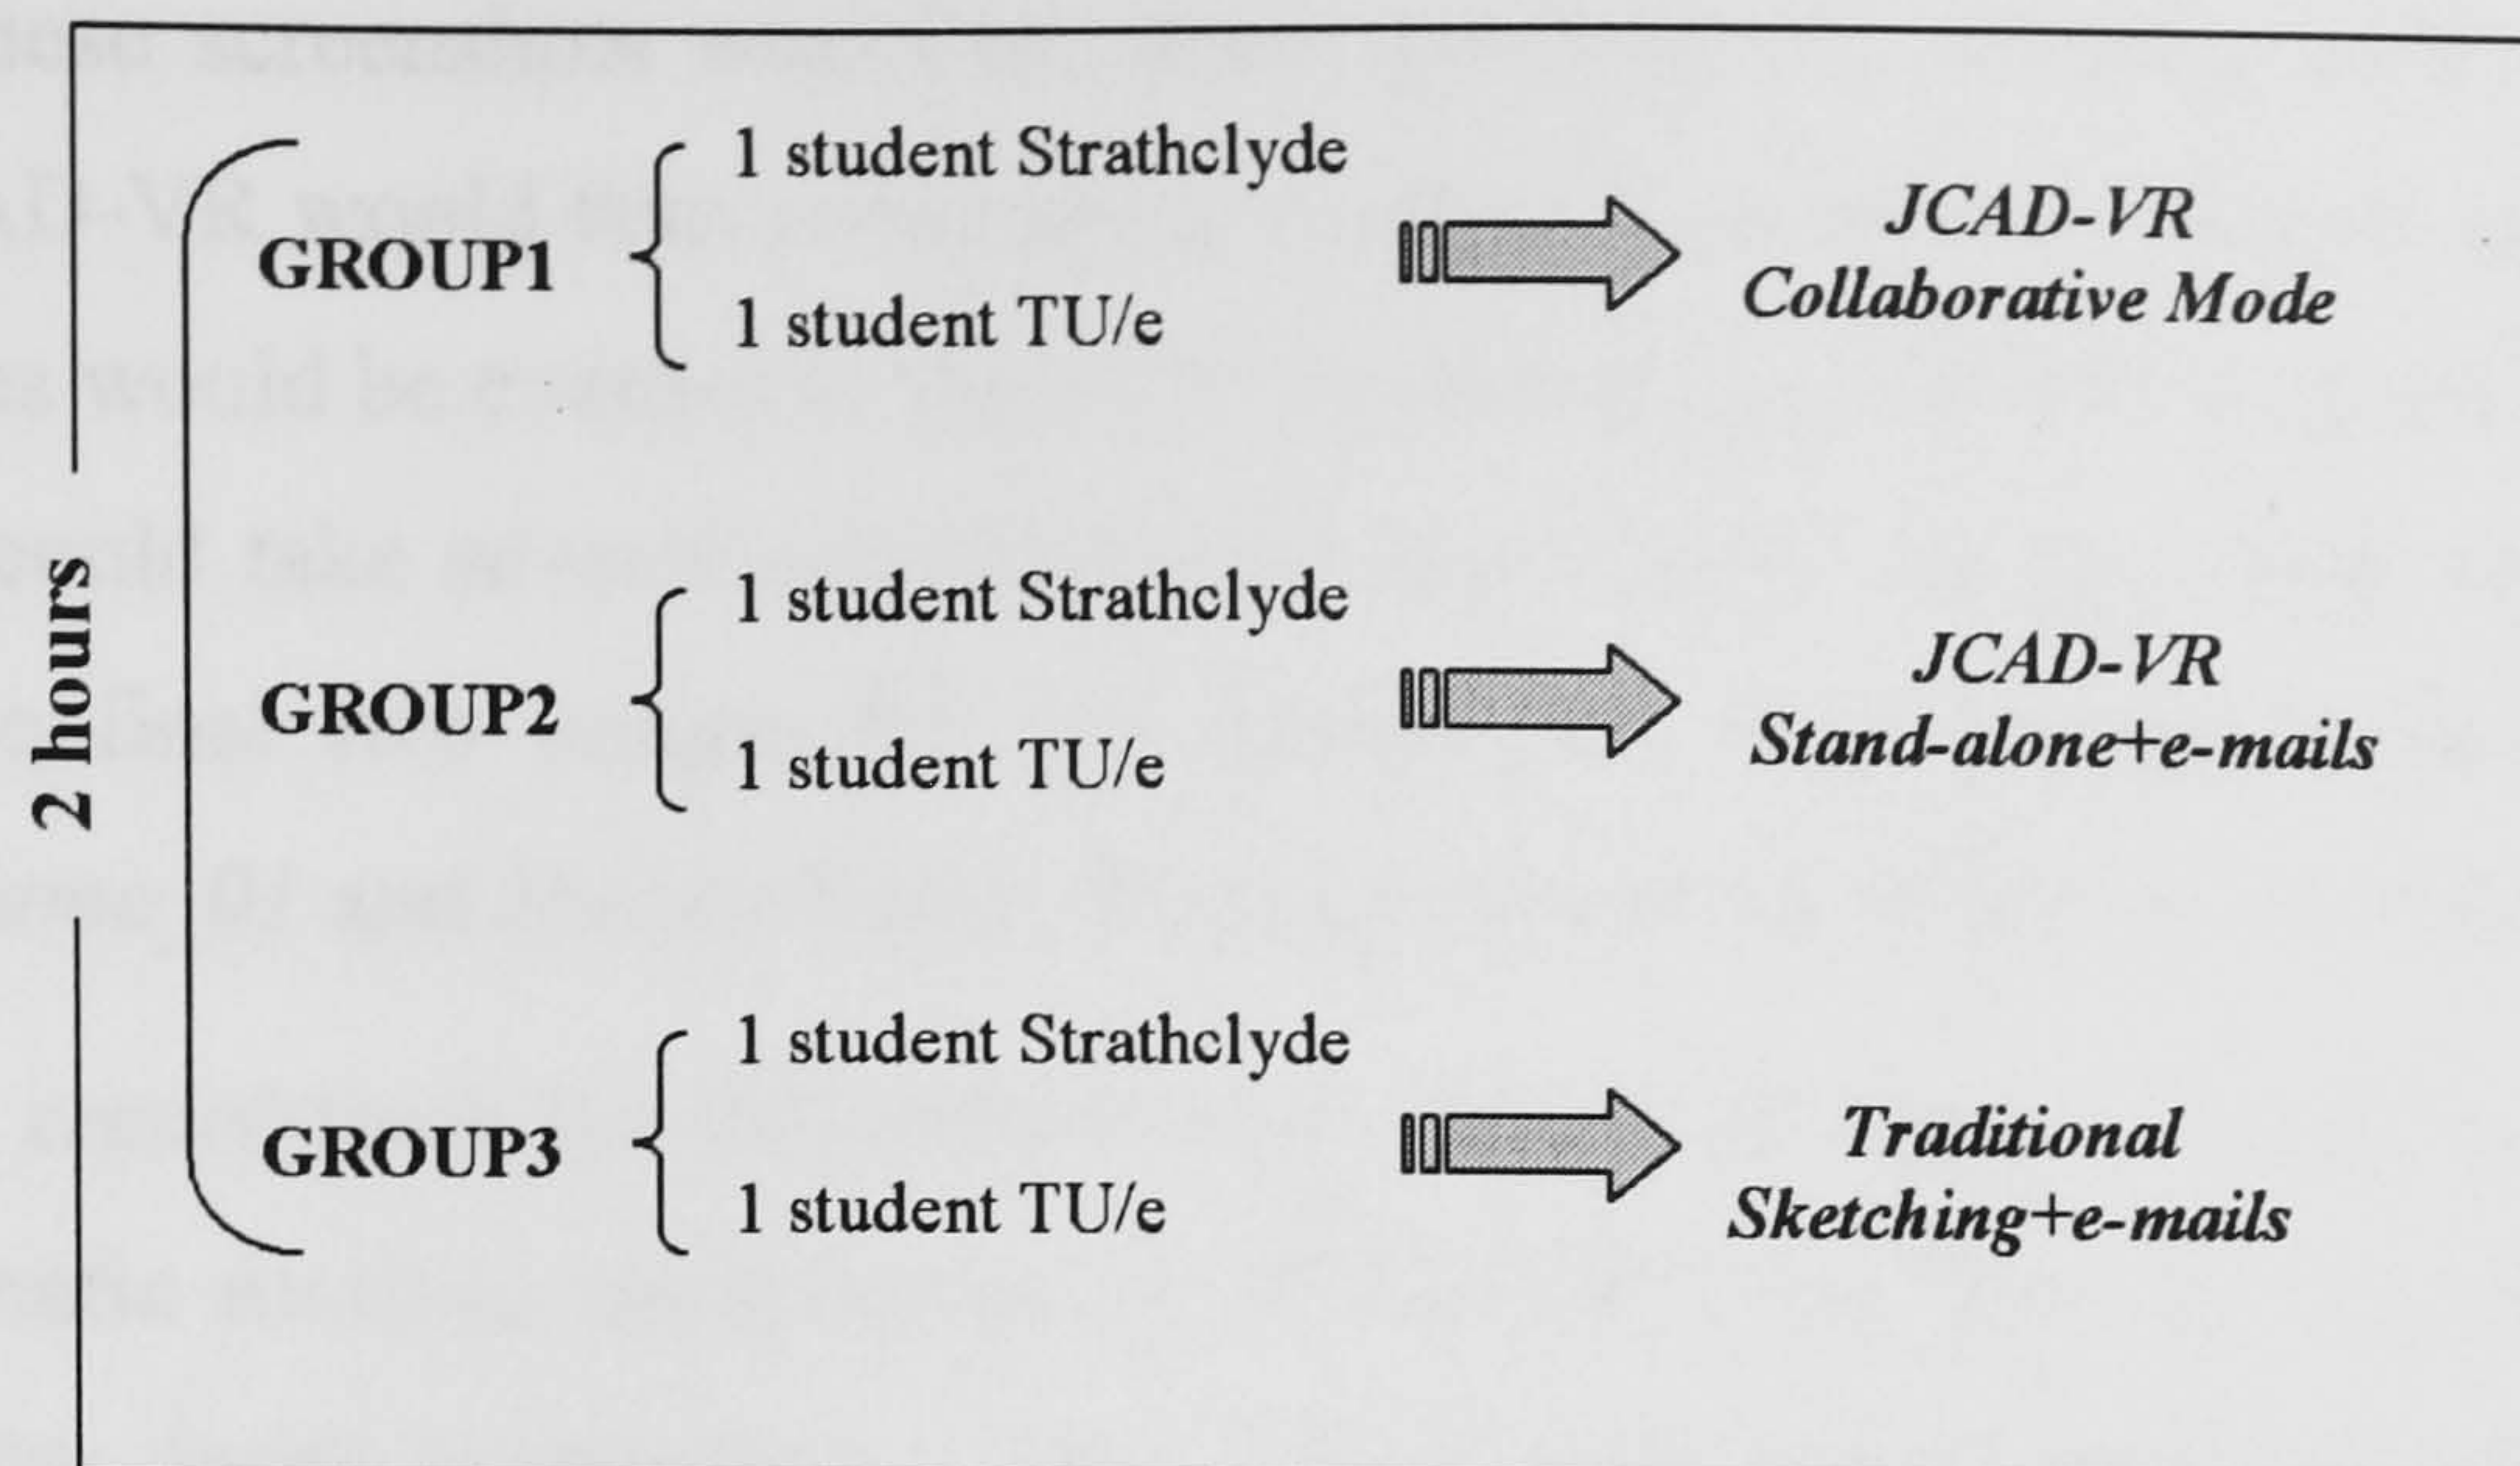 2 hours
GROUP1
1 student Strathclyde
1 student TU/e
JCAD-VR
Collaborative Mode
GROUP2
1 student Strathclyde
1 student TU/e
JCAD-VR
Stand-alone+e-mails
GROUP3
1 student Strathclyde
1 student TU/e
Traditional
Sketching+e-mails